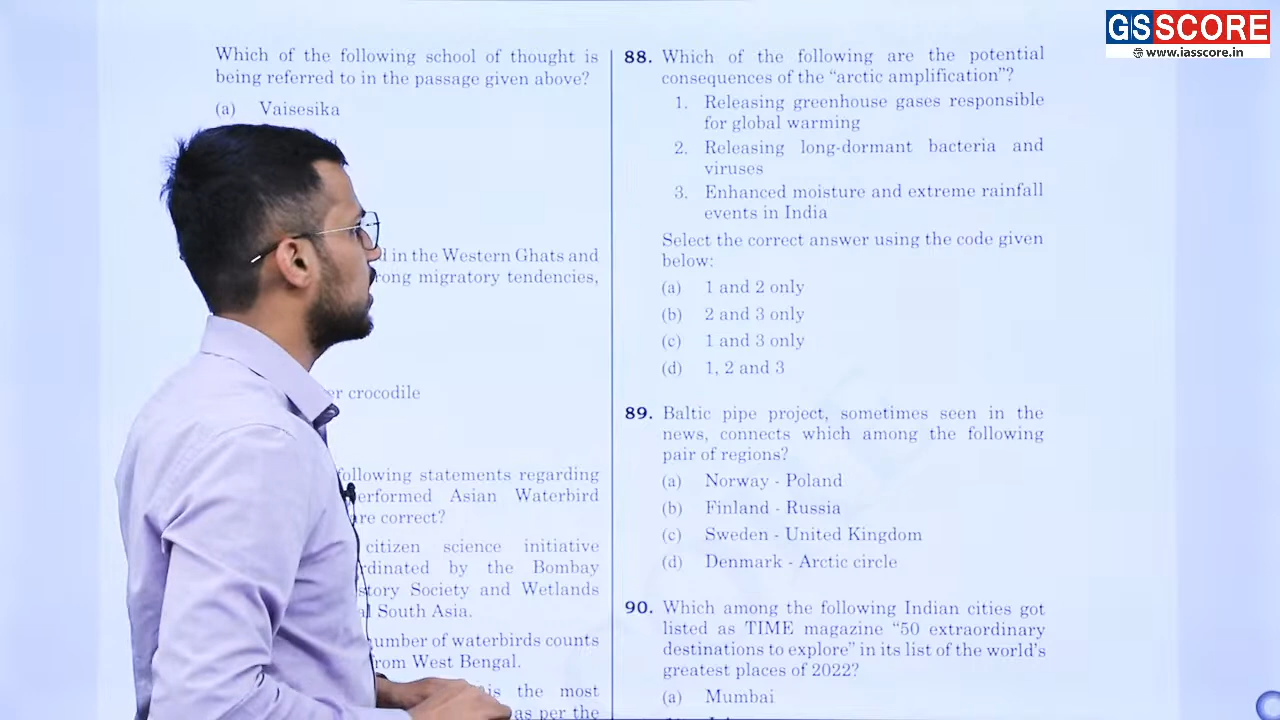 GSSCORE
www.iasscore.in
Which of the following school of thought is
being referred to in the passage given above?
(a) Vaisesika
d in the Western Ghats and
rong migratory tendencies,
er crocodile
following statements regarding
erformed Asian Waterbird
are correct?
citizen science initiative
rdinated by the Bombay
story Society and Wetlands
al South Asia.
number of waterbirds counts
from West Bengal.
is the most
as per the
88. Which of the following are the potential
consequences of the "arctic amplification"?
1. Releasing greenhouse gases responsible
for global warming
2. Releasing long-dormant bacteria and
viruses
3. Enhanced moisture and extreme rainfall
events in India
Select the correct answer using the code given
below:
(a) 1 and 2 only
(b) 2 and 3 only
(c) 1 and 3 only
(d) 1, 2 and 3
89. Baltic pipe project, sometimes seen in the
news, connects which among the following
pair of regions?
(a) Norway - Poland
(b) Finland - Russia
(c) Sweden - United Kingdom
(d) Denmark - Arctic circle
90. Which among the following Indian cities got
listed as TIME magazine "50 extraordinary
destinations to explore" in its list of the world's
greatest places of 2022?
(a) Mumbai